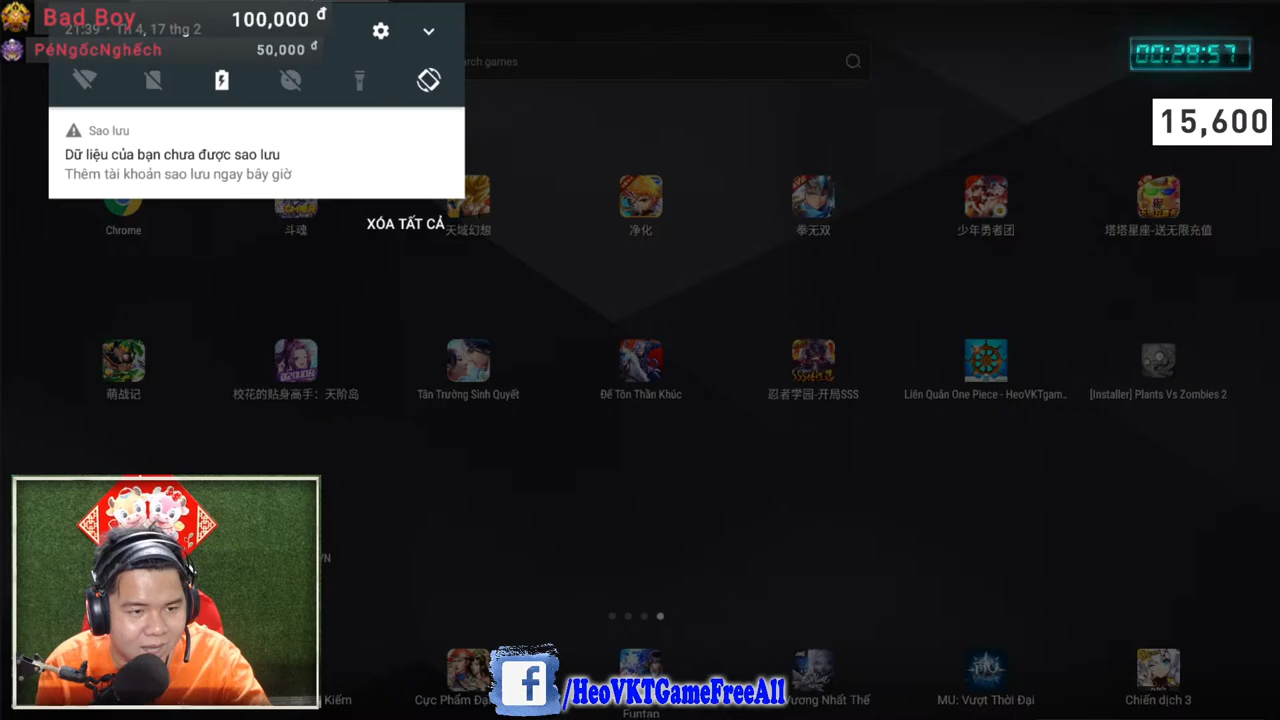 Bad Boy 100,000 đ
21:39 • Th 4, 17 thg 2
PéNgốcNghếch 50,000 đ
search games
00:28:57
15,600
Sao lưu
Dữ liệu của bạn chưa được sao lưu
Thêm tài khoản sao lưu ngay bây giờ
XÓA TẤT CẢ
Chrome
斗魂
天域幻想
净化
拳无双
少年勇者团
塔塔星座-送无限充值
萌战记
校花的贴身高手：天阶岛
Tân Trường Sinh Quyết
Đế Tôn Thần Khúc
忍者学园-开局SSS
Liên Quân One Piece - HeoVKTgam..
[Installer] Plants Vs Zombies 2
/N
Kiếm
Cực Phẩm Đại
Funtan
Vương Nhất Thế
MU: Vượt Thời Đại
Chiến dịch 3
f /HeoVKTGameFreeAll